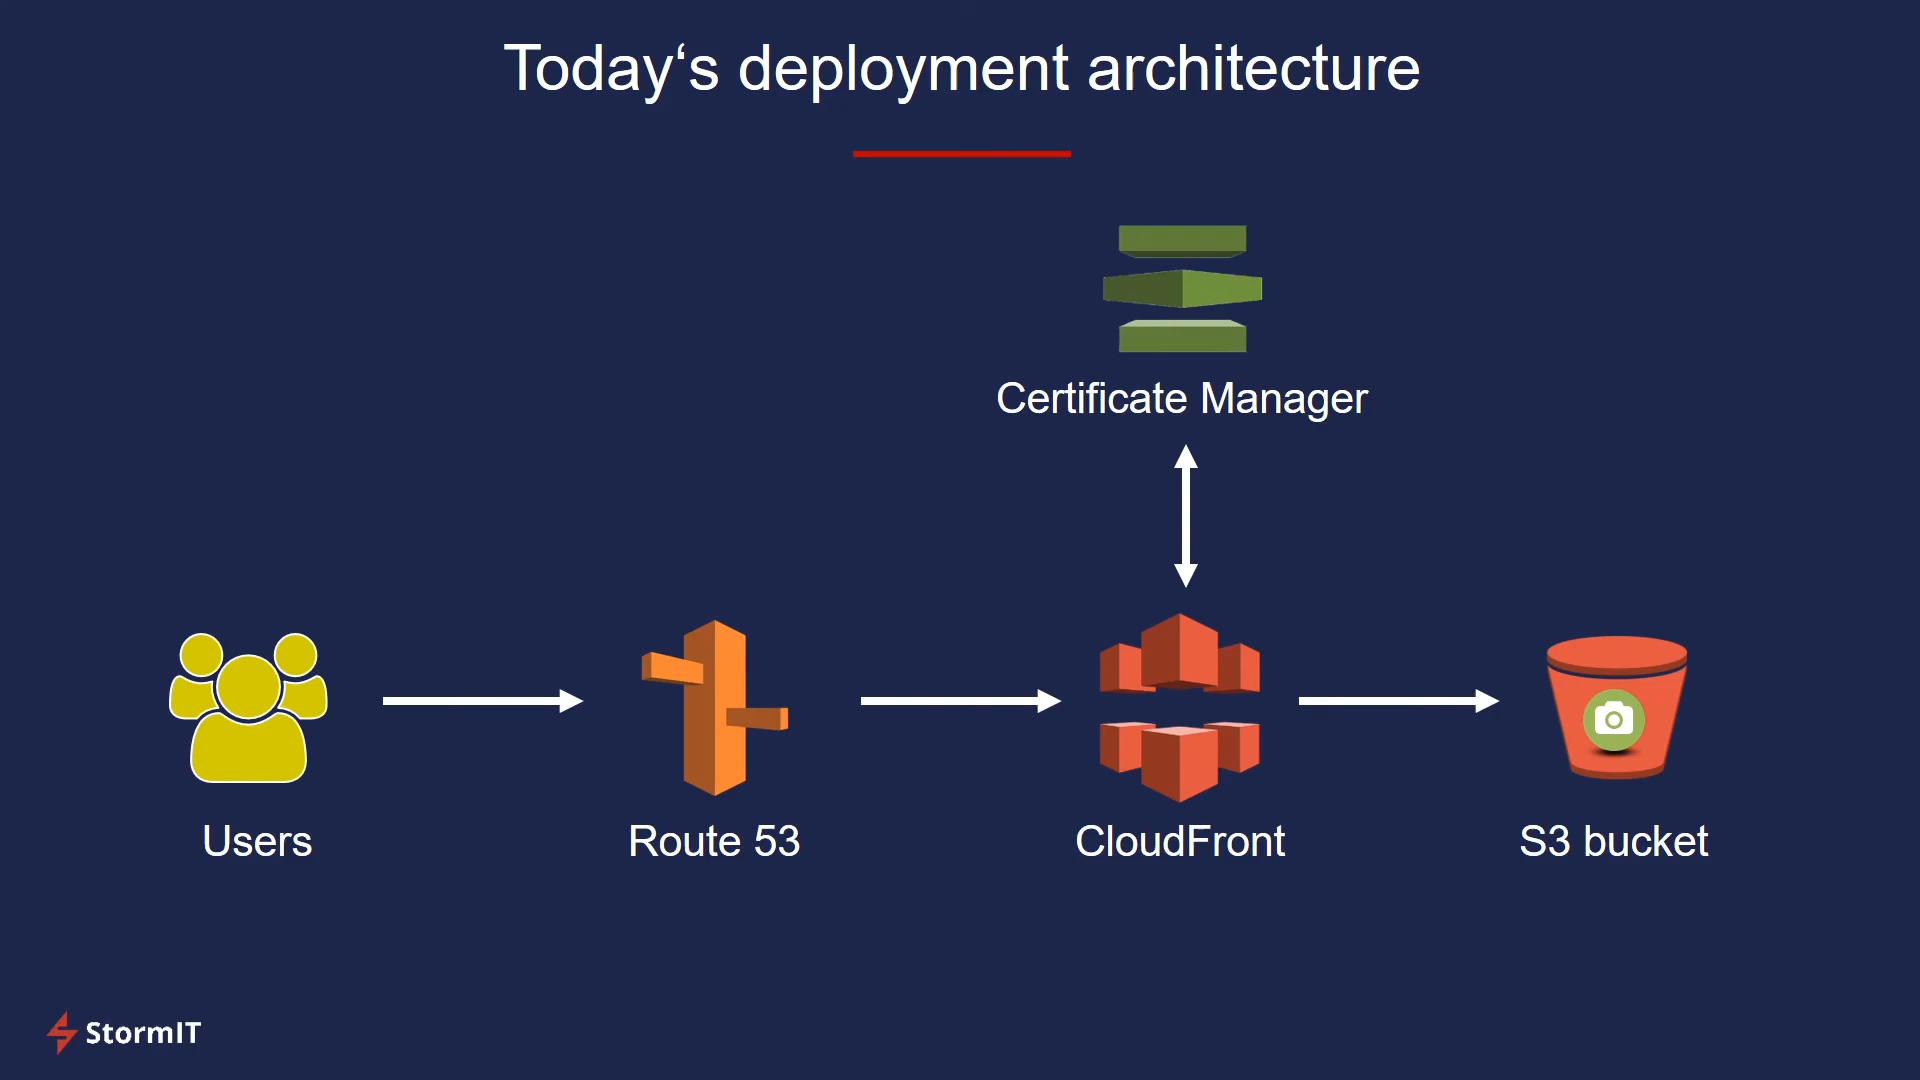 Today‘s deployment architecture
Certificate Manager
Users
Route 53
CloudFront
S3 bucket
StormIT